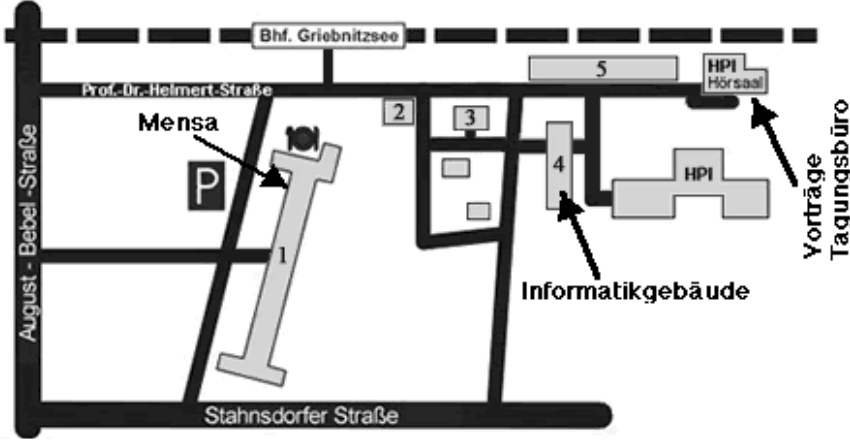 Bhf. Griebnitzsee
5
HPI
Hörsaal
Prof.-Dr.-Helmert-Straße
2
3
Mensa
P
4
HPI
Vorträge
Tagungsbüro
August - Bebel -Straße
1
Informatikgebäude
Stahnsdorfer Straße